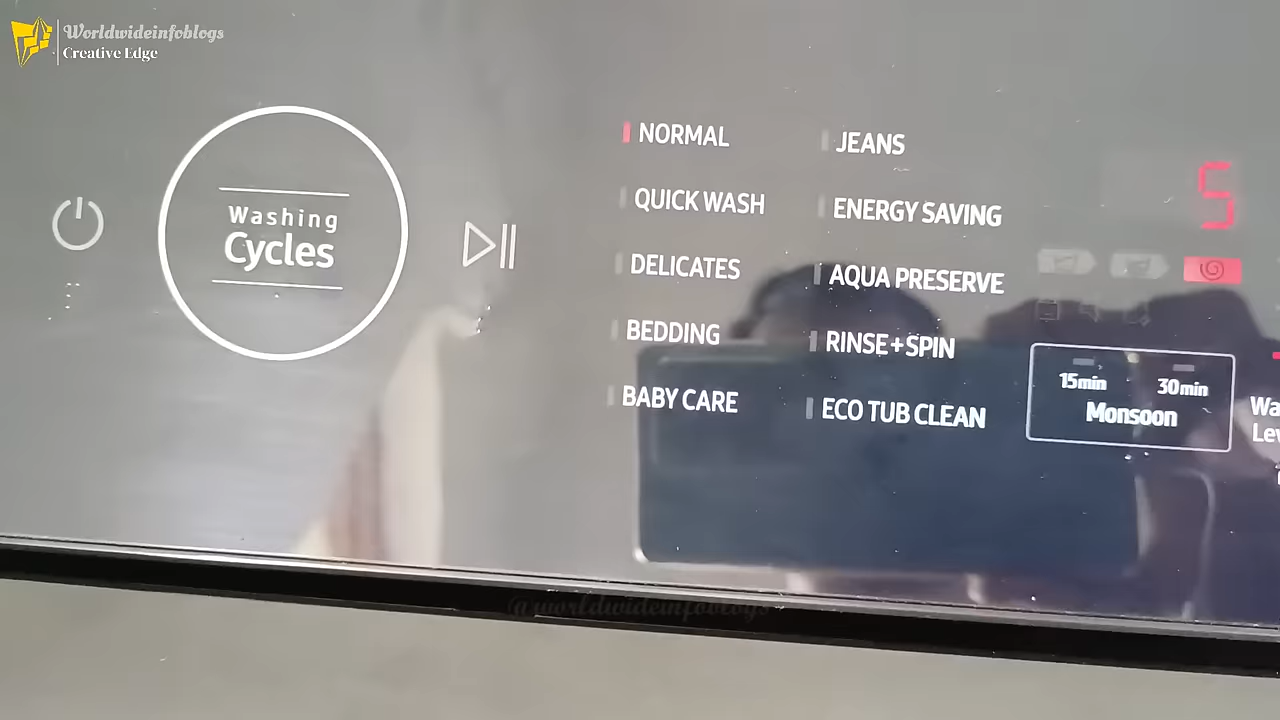 Worldwideinfoblogs
Creative Edge
Washing
Cycles
NORMAL
QUICK WASH
DELICATES
BEDDING
BABY CARE
JEANS
ENERGY SAVING
AQUA PRESERVE
RINSE+SPIN
ECO TUB CLEAN
5
15min 30min
Monsoon
@worldwideinfoblogs